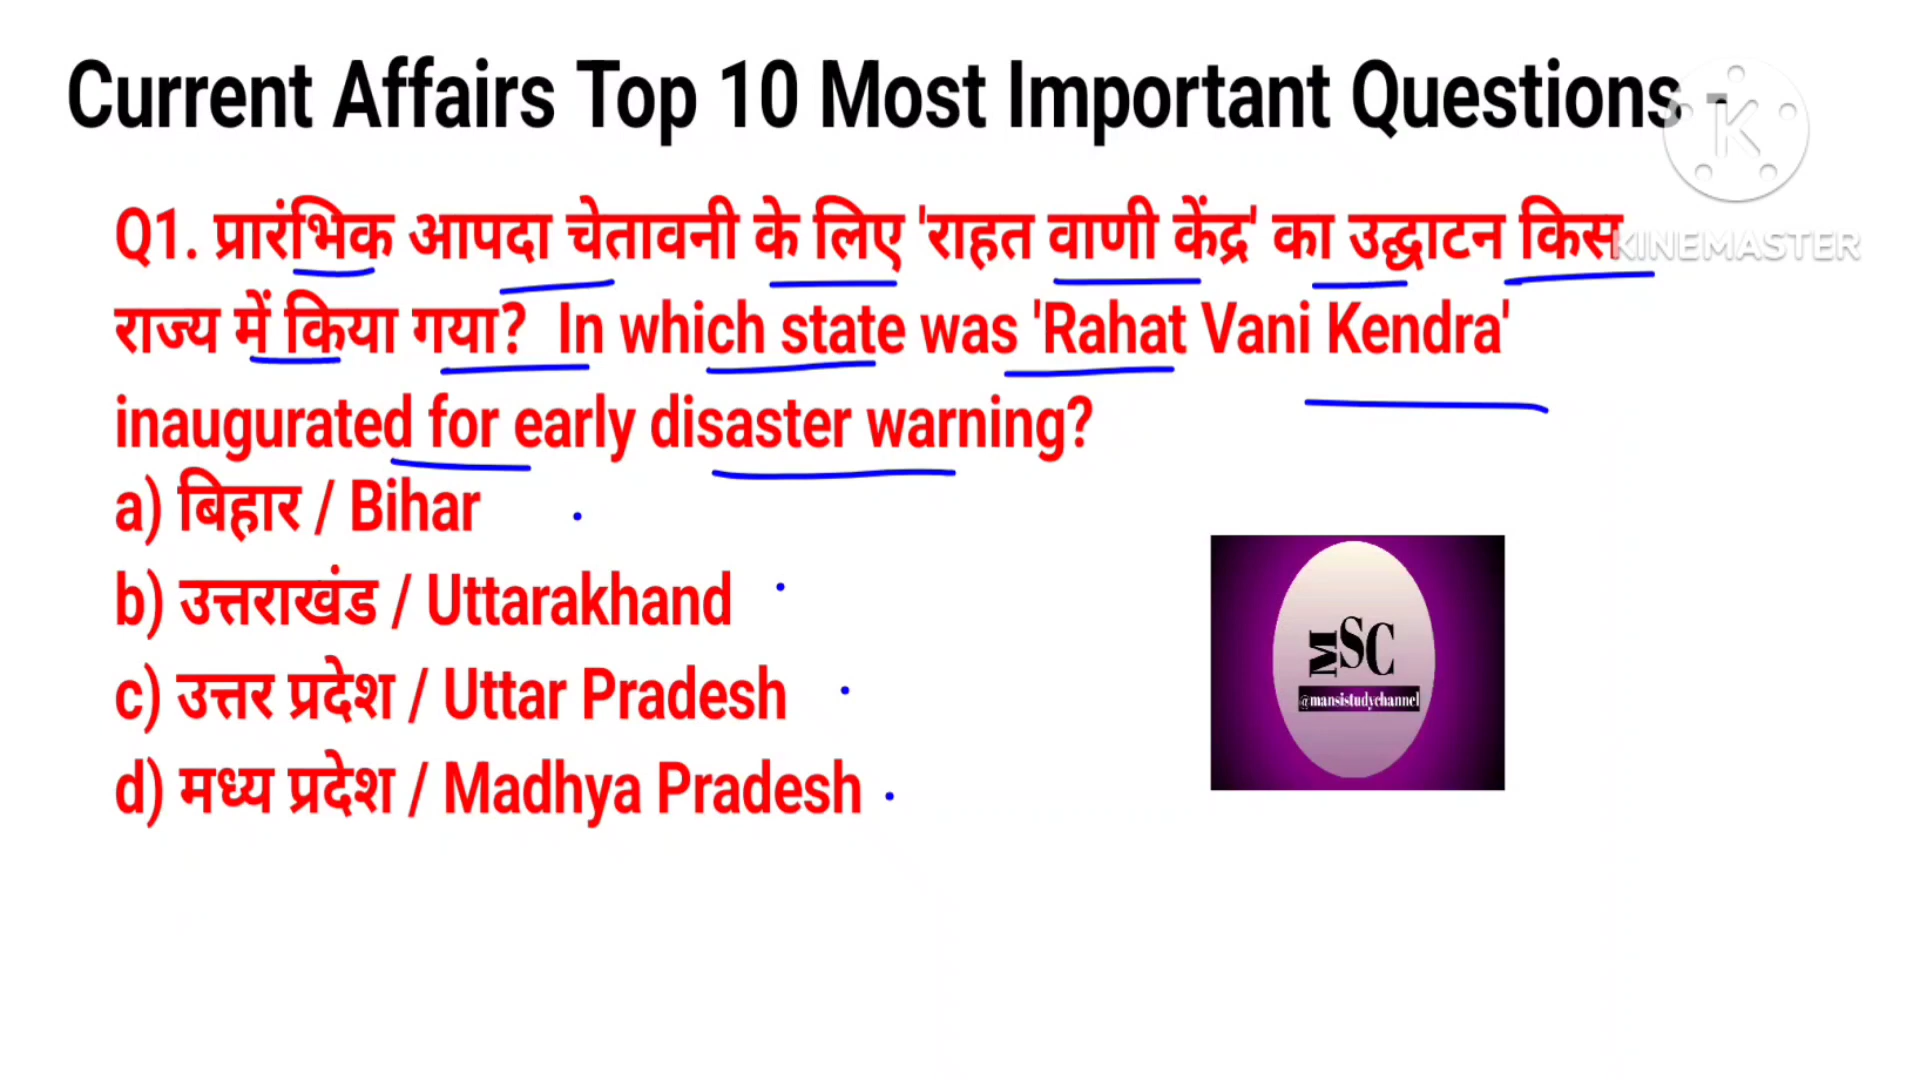 Current Affairs Top 10 Most Important Questions -
Q1. प्रारंभिक आपदा चेतावनी के लिए 'राहत वाणी केंद्र' का उद्घाटन किस
राज्य में किया गया? In which state was 'Rahat Vani Kendra'
inaugurated for early disaster warning?
a) बिहार / Bihar
b) उत्तराखंड / Uttarakhand
c) उत्तर प्रदेश / Uttar Pradesh
d) मध्य प्रदेश / Madhya Pradesh
K
KINEMASTER
MSC
@mansistudychannel